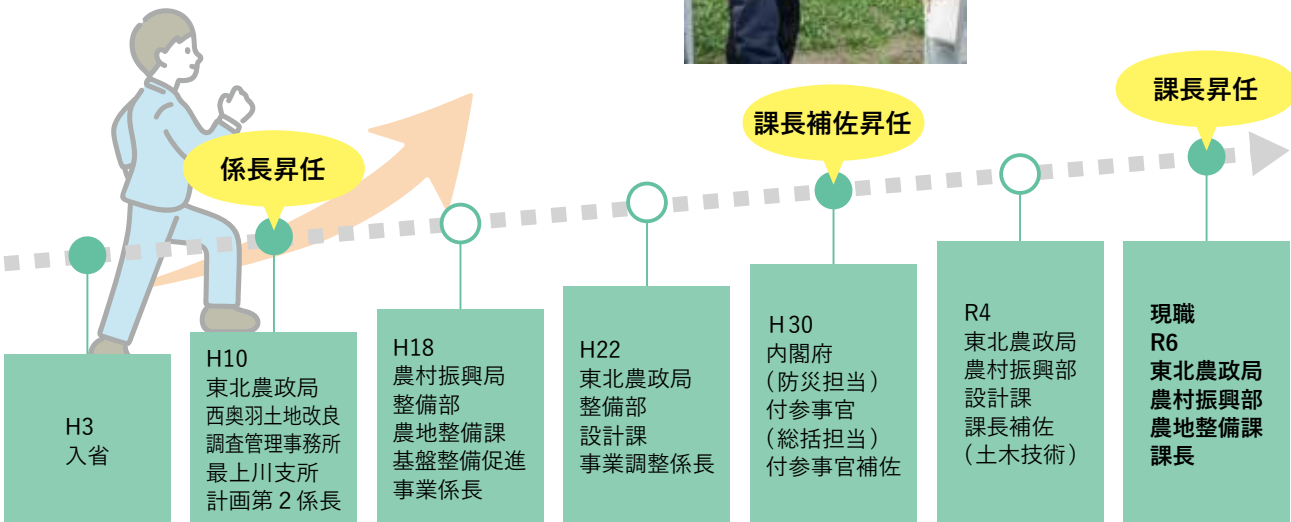 係長昇任
課長補佐昇任
課長昇任
H3
入省
H10
東北農政局
西奥羽土地改良
調査管理事務所
最上川支所
計画第2係長
H18
農村振興局
整備部
農地整備課
基盤整備促進
事業係長
H22
東北農政局
整備部
設計課
事業調整係長
H30
内閣府
(防災担当)
付参事官
(総括担当)
付参事官補佐
R4
東北農政局
農村振興部
設計課
課長補佐
(土木技術)
現職
R6
東北農政局
農村振興部
農地整備課
課長